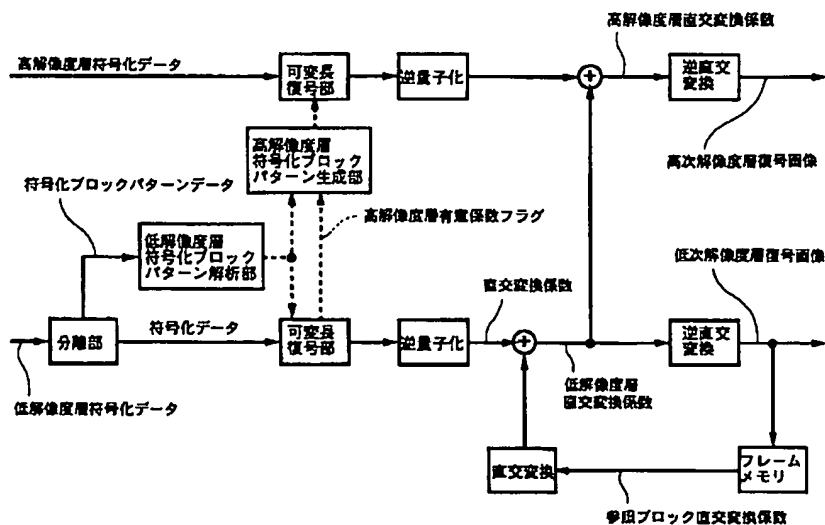 高解像度層直交変換係数
高解像度層符号化データ
可変長
復号部
逆量子化
逆直交
変換
高解像度層
符号化ブロック
パターン生成部
高次解像度層復号画像
符号化ブロックパターンデータ
高解像度層有意係数フラグ
低解像度層
符号化ブロック
パターン解析部
低次解像度層復号画像
直交変換係数
符号化データ
分離部
可変長
復号部
逆量子化
逆直交
変換
低解像度層符号化データ
低解像度層
直交変換係数
直交変換
フレーム
メモリ
参照ブロック直交変換係数